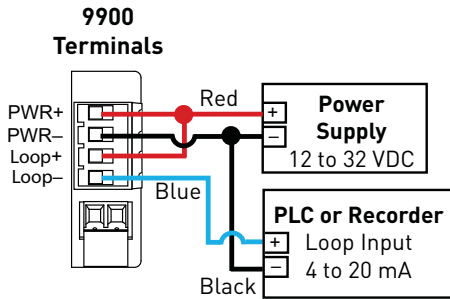 9900
Terminals
PWR+
PWR–
Loop+
Loop–
Red
Blue
Black
+
–
Power
Supply
12 to 32 VDC
PLC or Recorder
+
Loop Input
–
4 to 20 mA